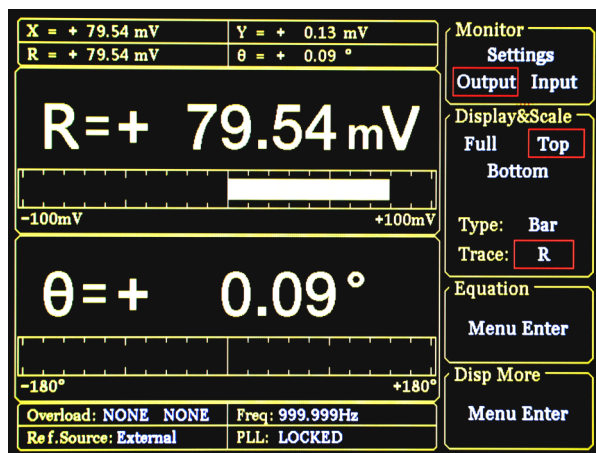 X = + 79.54 mV
Y = + 0.13 mV
R = + 79.54 mV
θ = + 0.09 °
R=+ 79.54 mV
-100mV
+100mV
θ=+ 0.09°
-180°
+180°
Overload: NONE NONE
Freq: 999.999Hz
Ref.Source: External
PLL: LOCKED
Monitor
Settings
Output Input
Display&Scale
Full Top
Bottom
Type: Bar
Trace: R
Equation
Menu Enter
Disp More
Menu Enter